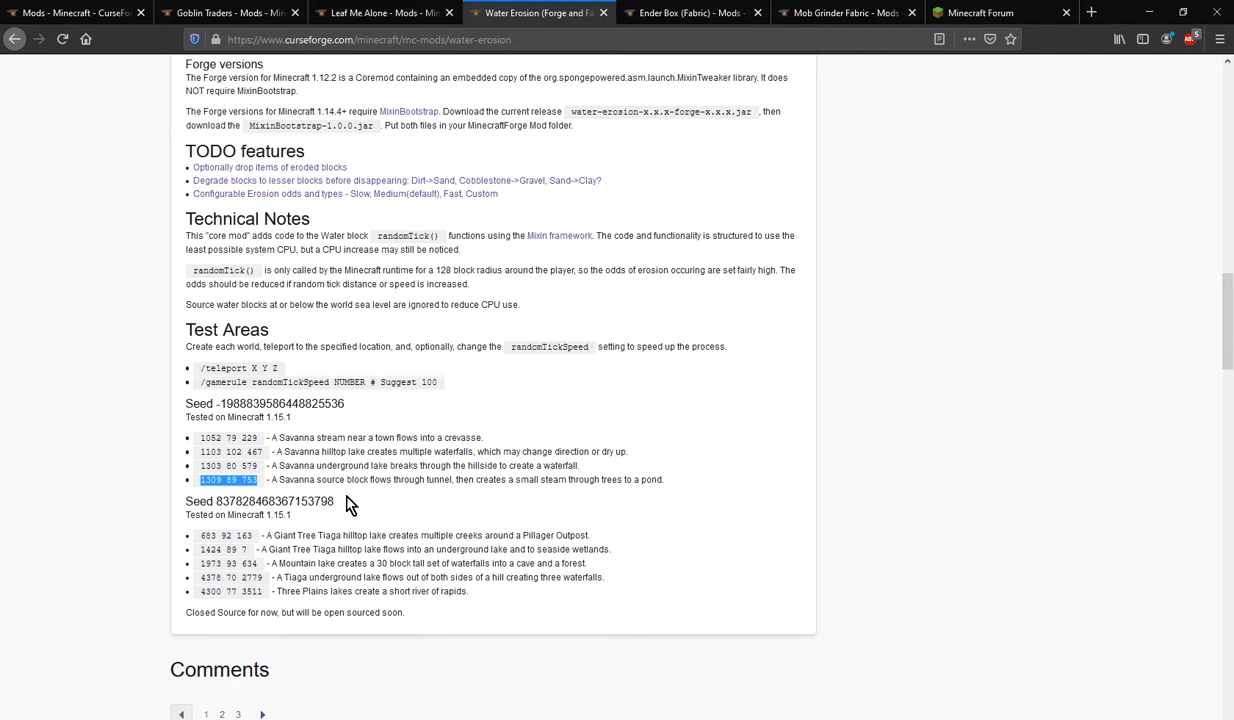 Mods - Minecraft - CurseFo
Goblin Traders - Mods - Mi
Leaf Me Alone - Mods - Mi
Water Erosion (Forge and Fa
Ender Box (Fabric) - Mods -
Mob Grinder Fabric - Mods
Minecraft Forum
https://www.curseforge.com/minecraft/mc-mods/water-erosion
5
Forge versions
The Forge version for Minecraft 1.12.2 is a Coremod containing an embedded copy of the org.spongepowered.asm.launch.MixinTweaker library. It does
NOT require MixinBootstrap.
The Forge versions for Minecraft 1.14.4+ require MixinBootstrap. Download the current release water-erosion-x.x.x-forge-x.x.x.jar, then
download the MixinBootstrap-1.0.0.jar. Put both files in your MinecraftForge Mod folder.
TODO features
• Optionally drop items of eroded blocks
• Degrade blocks to lesser blocks before disappearing: Dirt->Sand, Cobblestone->Gravel, Sand->Clay?
• Configurable Erosion odds and types - Slow, Medium(default), Fast, Custom
Technical Notes
This "core mod" adds code to the Water block randomTick() functions using the Mixin framework. The code and functionality is structured to use the
least possible system CPU, but a CPU increase may still be noticed.
randomTick() is only called by the Minecraft runtime for a 128 block radius around the player, so the odds of erosion occuring are set fairly high. The
odds should be reduced if random tick distance or speed is increased.
Source water blocks at or below the world sea level are ignored to reduce CPU use.
Test Areas
Create each world, teleport to the specified location, and, optionally, change the randomTickSpeed setting to speed up the process.
• /teleport X Y Z
• /gamerule randomTickSpeed NUMBER # Suggest 100
Seed -1988839586448825536
Tested on Minecraft 1.15.1
• 1052 79 229 - A Savanna stream near a town flows into a crevasse.
• 1103 102 467 - A Savanna hilltop lake creates multiple waterfalls, which may change direction or dry up.
• 1303 80 579 - A Savanna underground lake breaks through the hillside to create a waterfall.
• 1309 89 753 - A Savanna source block flows through tunnel, then creates a small steam through trees to a pond.
Seed 837828468367153798
Tested on Minecraft 1.15.1
• 683 92 163 - A Giant Tree Tiaga hilltop lake creates multiple creeks around a Pillager Outpost.
• 1424 89 7 - A Giant Tree Tiaga hilltop lake flows into an underground lake and to seaside wetlands.
• 1973 93 634 - A Mountain lake creates a 30 block tall set of waterfalls into a cave and a forest.
• 4378 70 2779 - A Tiaga underground lake flows out of both sides of a hill creating three waterfalls.
• 4300 77 3511 - Three Plains lakes create a short river of rapids.
Closed Source for now, but will be open sourced soon.
Comments
1 2 3